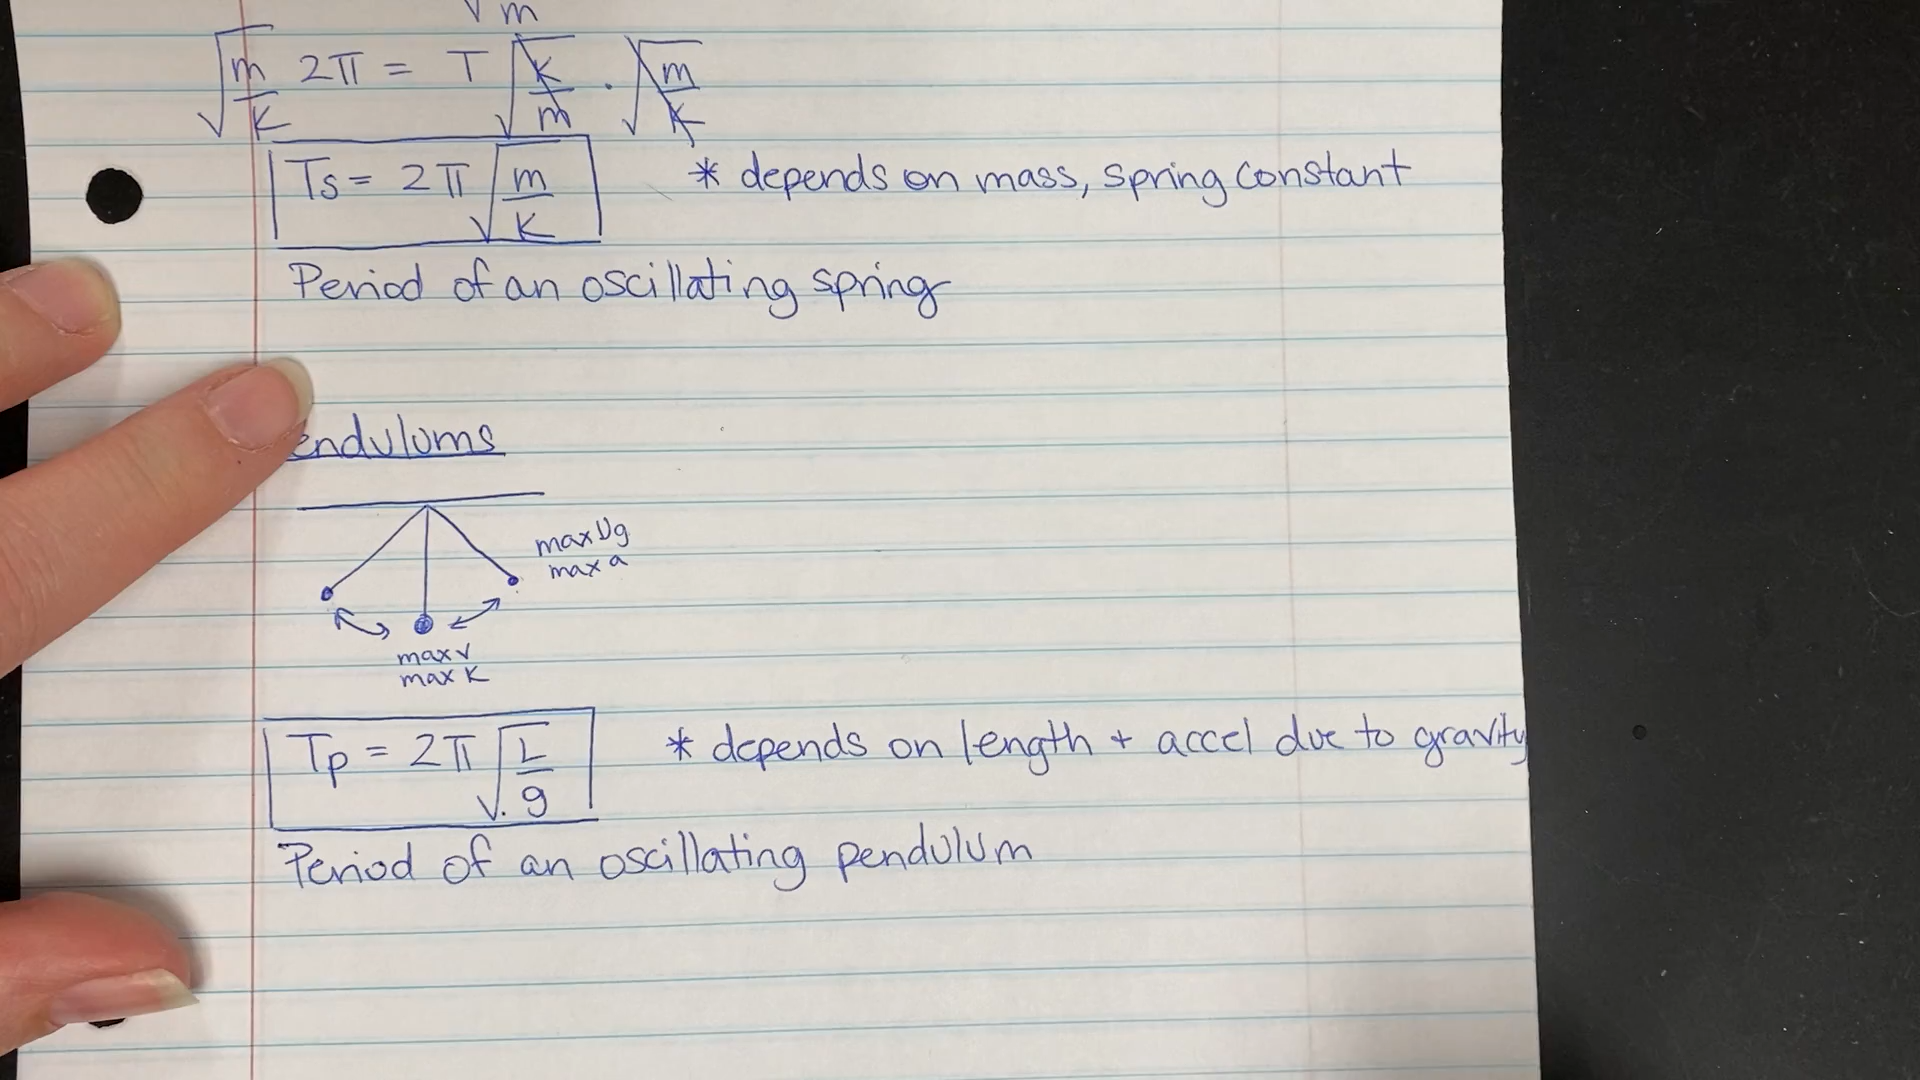 √m
√(m/k) 2π = T √(k/m) · √(m/k)
Ts = 2π √(m/k) * depends on mass, spring constant
Period of an oscillating spring
endulums
max Ug
max a
max v
max K
Tp = 2π √(L/g) * depends on length + accel due to gravity
Period of an oscillating pendulum